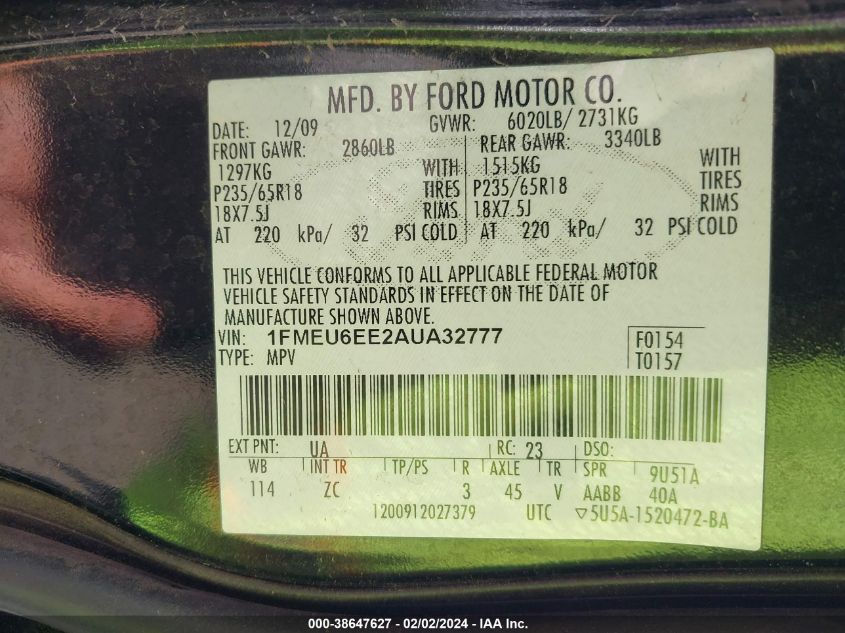 MFD. BY FORD MOTOR CO.
DATE: 12/09 GVWR: 6020LB/ 2731KG
FRONT GAWR: 2860LB REAR GAWR: 3340LB
1297KG WITH 1515KG WITH
P235/65R18 TIRES P235/65R18 TIRES
18X7.5J RIMS 18X7.5J RIMS
AT 220 kPa/ 32 PSI COLD AT 220 kPa/ 32 PSI COLD
THIS VEHICLE CONFORMS TO ALL APPLICABLE FEDERAL MOTOR
VEHICLE SAFETY STANDARDS IN EFFECT ON THE DATE OF
MANUFACTURE SHOWN ABOVE.
VIN: 1FMEU6EE2AUA32777 F0154
TYPE: MPV T0157
EXT PNT: UA RC: 23 DSO:
WB INT TR TP/PS R AXLE TR SPR 9U51A
114 ZC 3 45 V AABB 40A
1200912027379 UTC ▽5U5A-1520472-BA
000-38647627 - 02/02/2024 - IAA Inc.